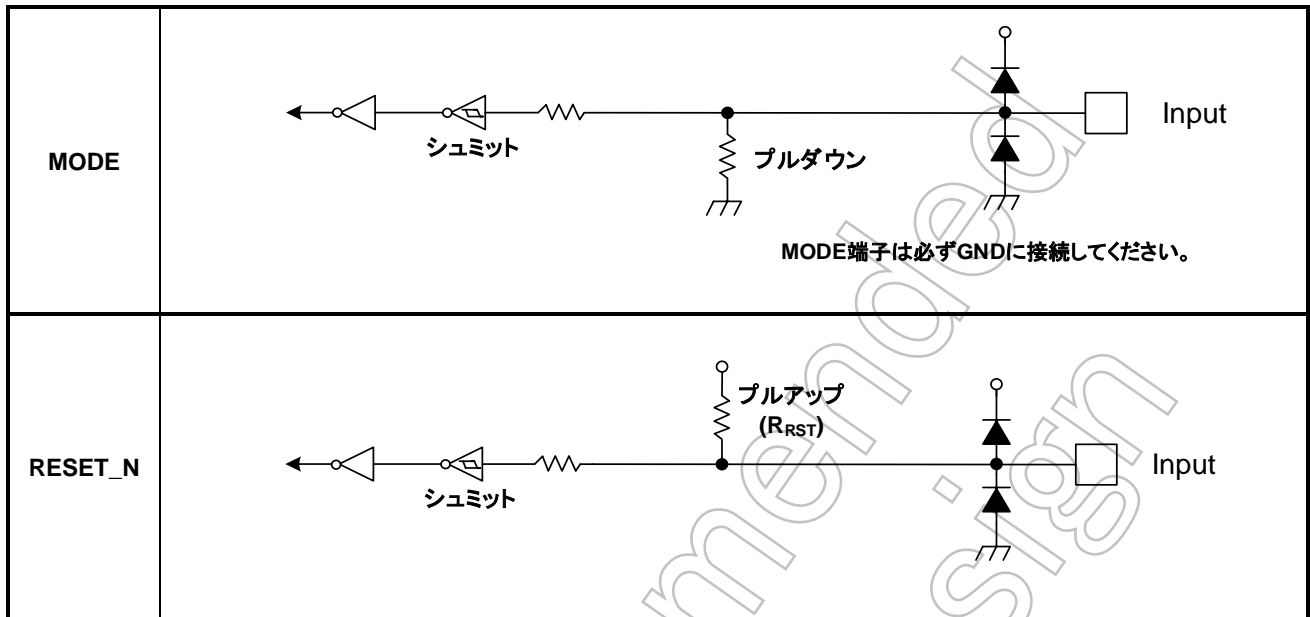 MODE
Input
シュミット
プルダウン
MODE端子は必ずGNDに接続してください。
RESET_N
プルアップ
(RRST)
Input
シュミット
mended
sign